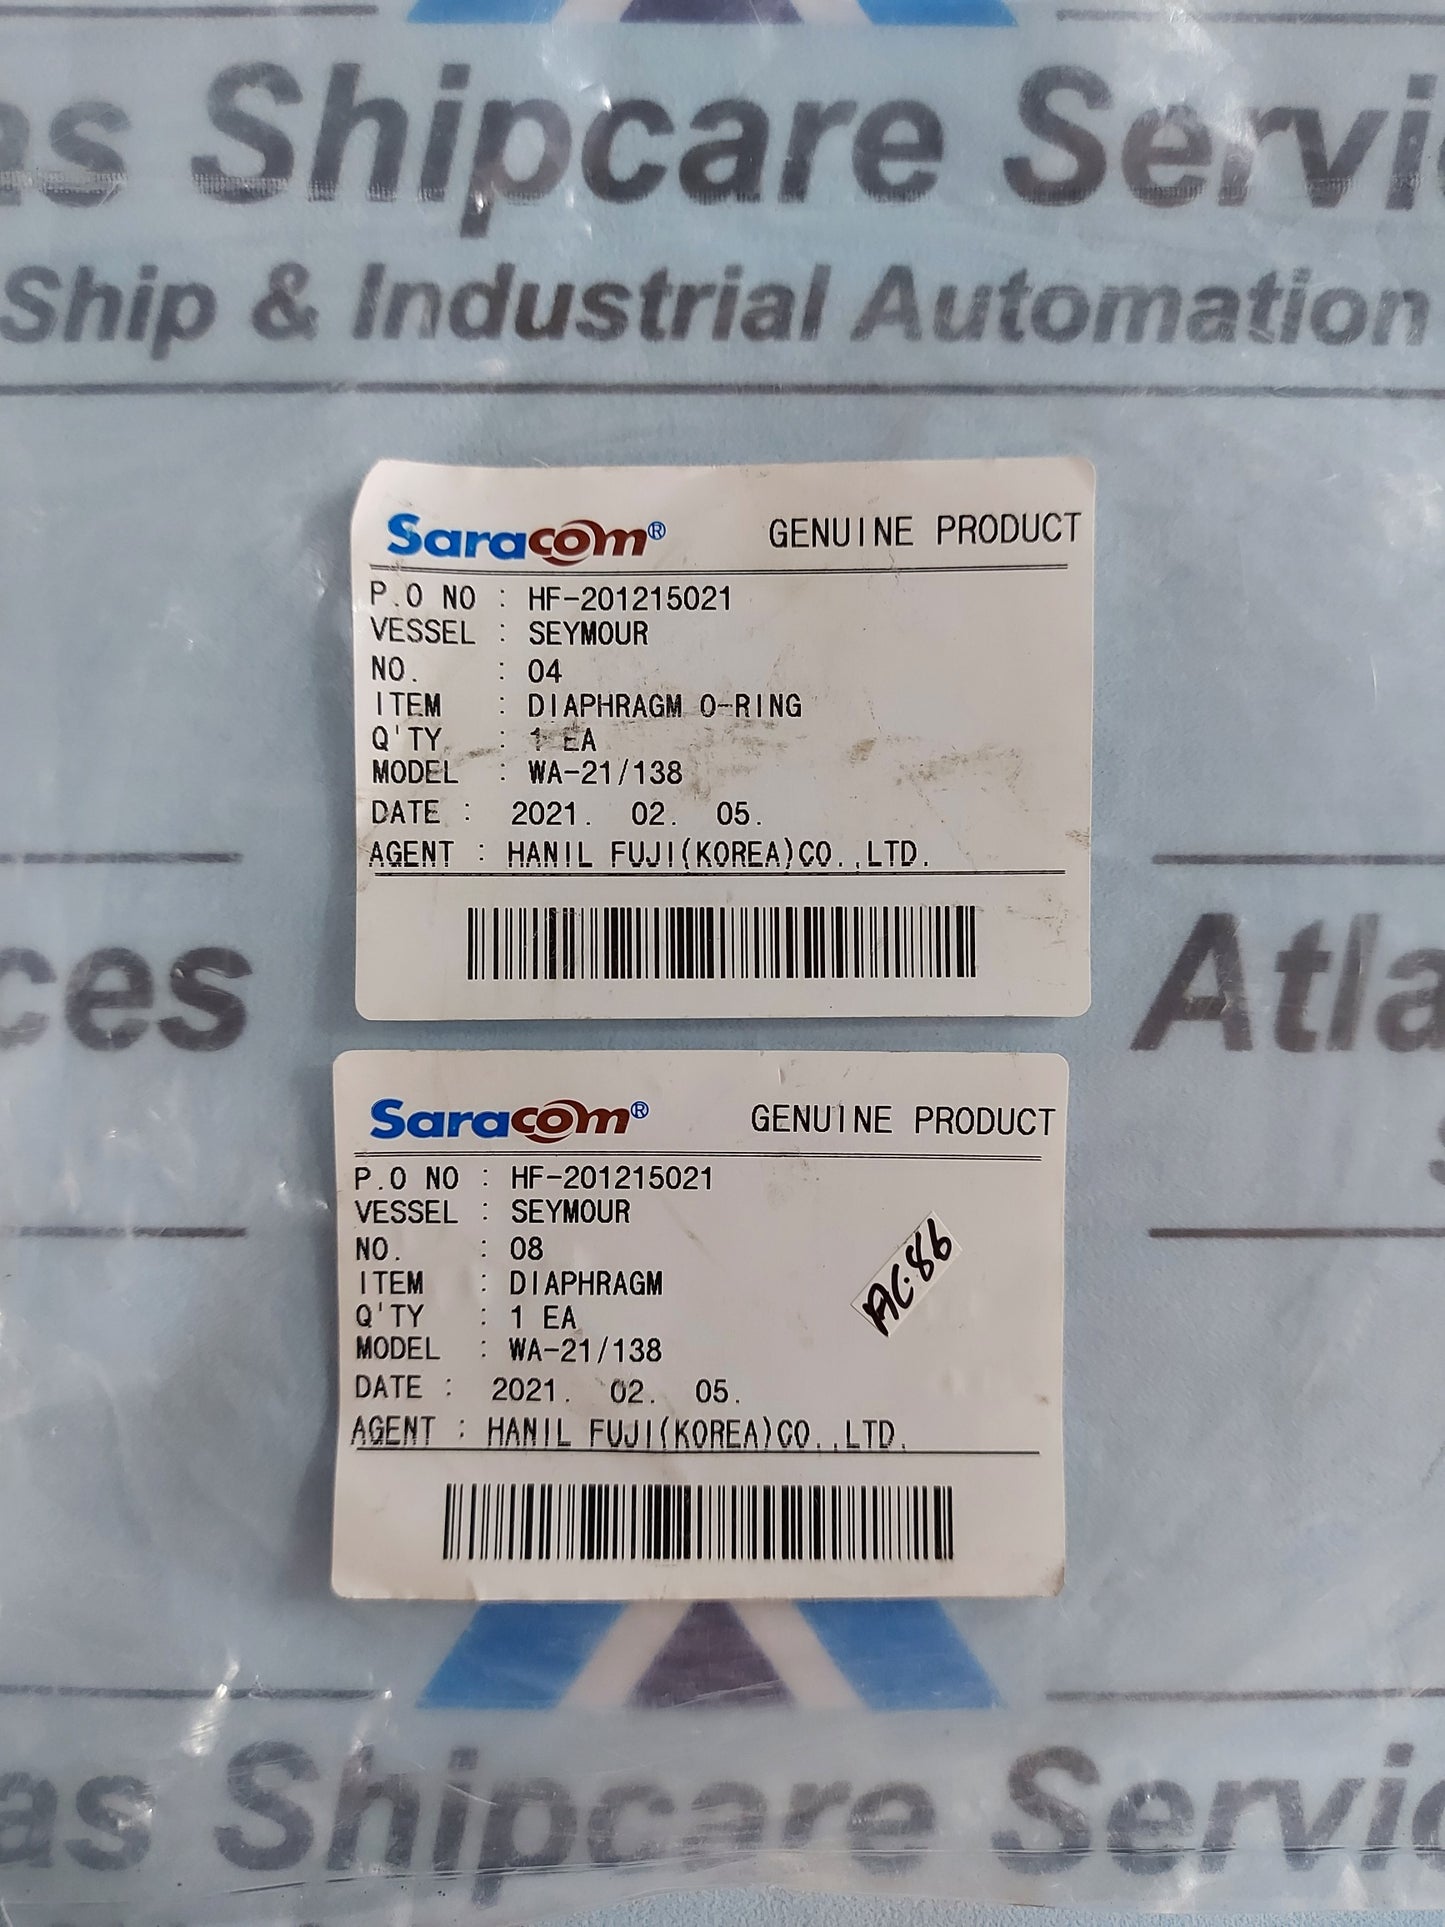 as Shipcare Servi
Ship & Industrial Automation
Saracom® GENUINE PRODUCT
P.O NO : HF-201215021
VESSEL : SEYMOUR
NO. : 04
ITEM : DIAPHRAGM O-RING
Q'TY : 1 EA
MODEL : WA-21/138
DATE : 2021. 02. 05.
AGENT : HANIL FUJI(KOREA)CO.,LTD.
ces
Atla
s
Saracom® GENUINE PRODUCT
P.O NO : HF-201215021
VESSEL : SEYMOUR
NO. : 08
ITEM : DIAPHRAGM
Q'TY : 1 EA
MODEL : WA-21/138
DATE : 2021. 02. 05.
AGENT : HANIL FUJI(KOREA)CO.,LTD.
AC.86
as Shipcare Servic